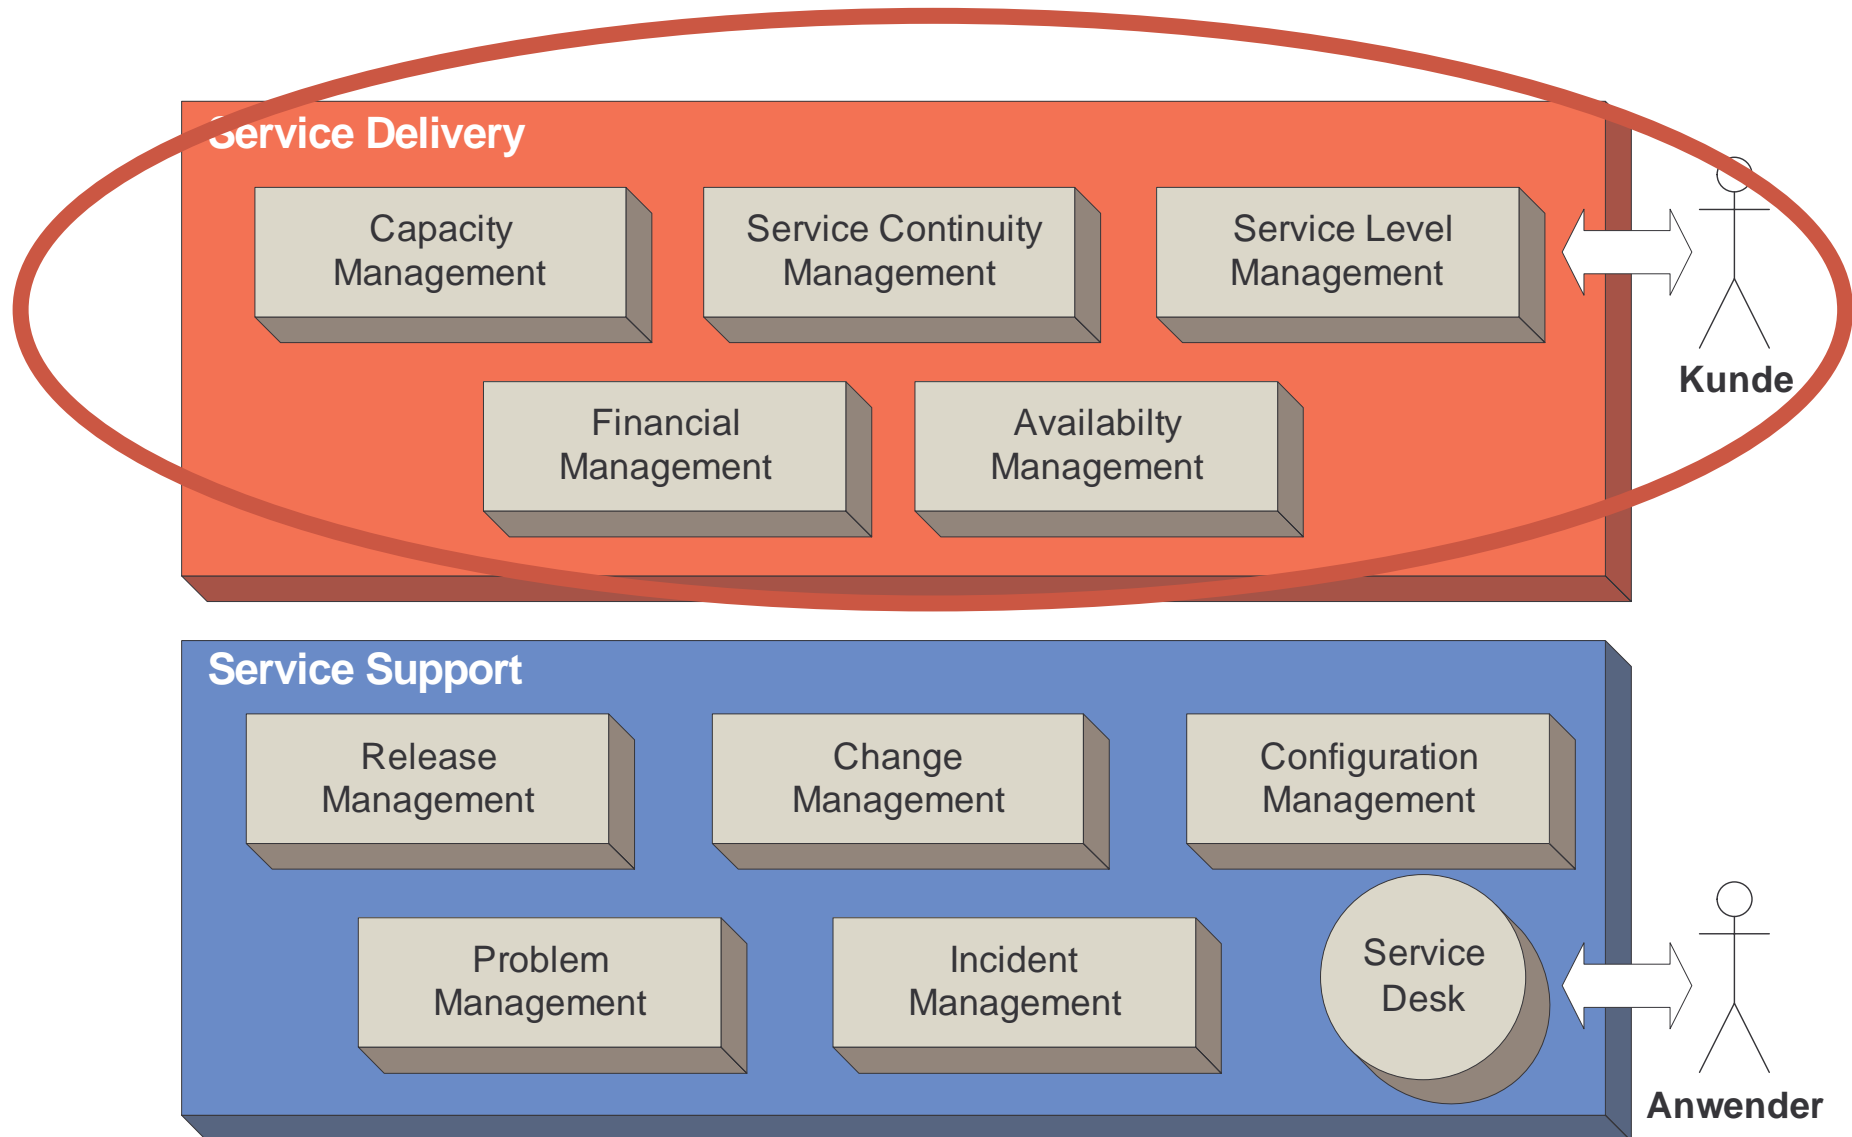 Service Delivery
Capacity
Management
Service Continuity
Management
Service Level
Management
Kunde
Financial
Management
Availabilty
Management
Service Support
Release
Management
Change
Management
Configuration
Management
Problem
Management
Incident
Management
Service
Desk
Anwender